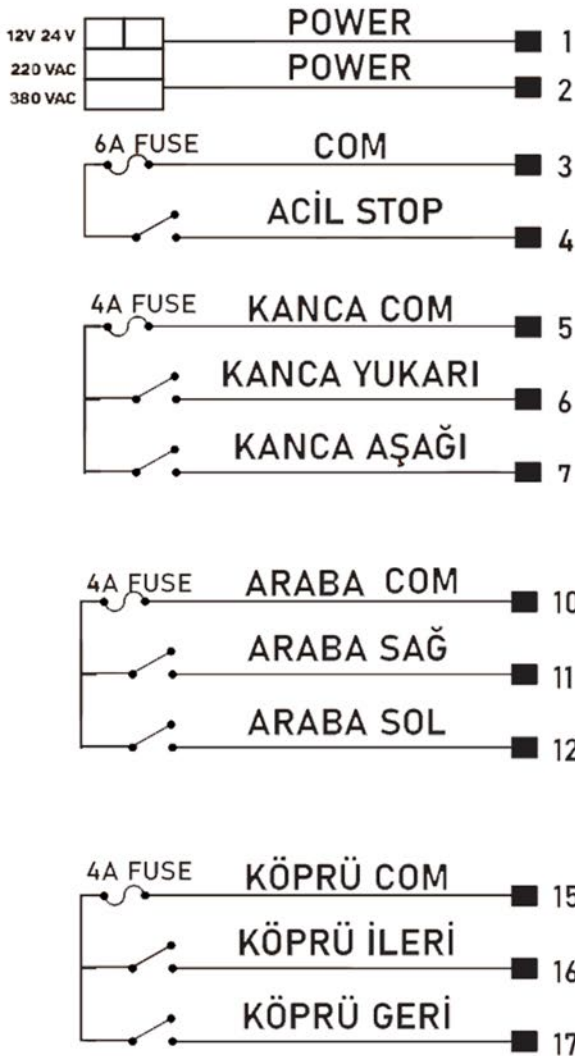 12V 24 V POWER 1
220 VAC POWER 2
380 VAC
6A FUSE COM 3
ACİL STOP 4
4A FUSE KANCA COM 5
KANCA YUKARI 6
KANCA AŞAĞI 7
4A FUSE ARABA COM 10
ARABA SAĞ 11
ARABA SOL 12
4A FUSE KÖPRÜ COM 15
KÖPRÜ İLERİ 16
KÖPRÜ GERİ 17